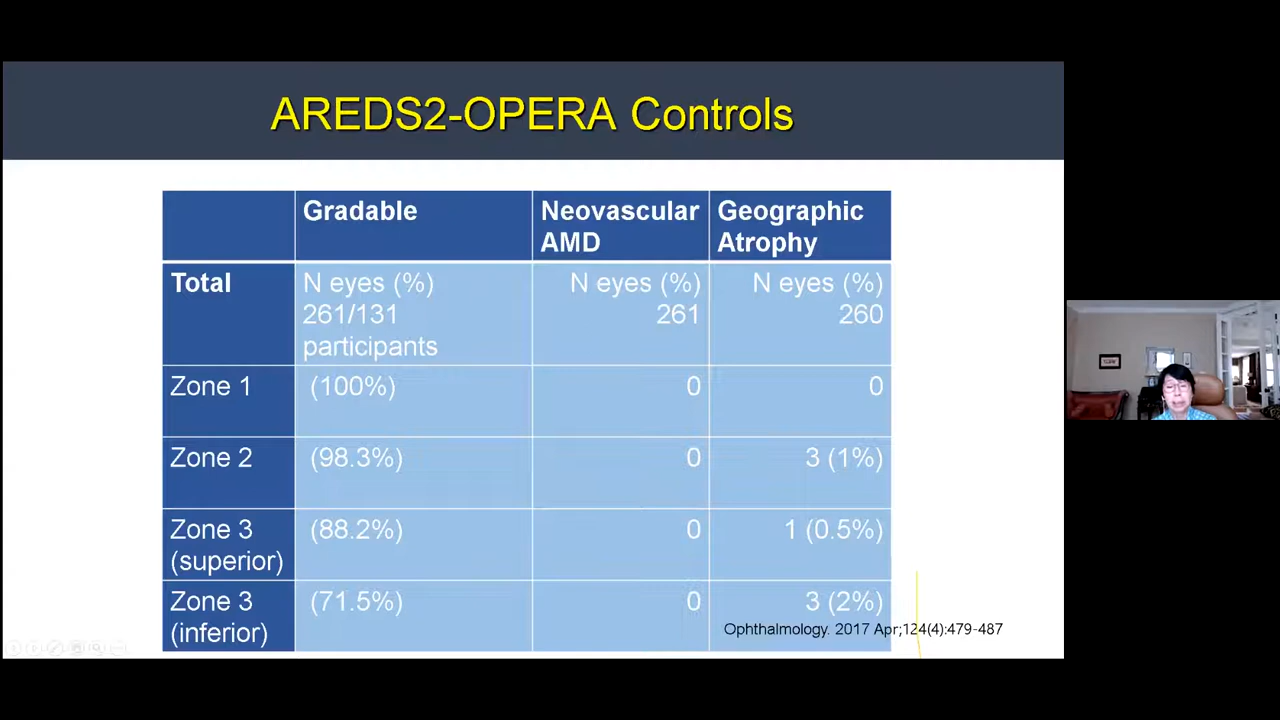 AREDS2-OPERA Controls
Gradable
Neovascular
AMD
Geographic
Atrophy
Total
N eyes (%)
261/131
participants
N eyes (%)
261
N eyes (%)
260
Zone 1
(100%)
0
0
Zone 2
(98.3%)
0
3 (1%)
Zone 3
(superior)
(88.2%)
0
1 (0.5%)
Zone 3
(inferior)
(71.5%)
0
3 (2%)
Ophthalmology. 2017 Apr;124(4):479-487